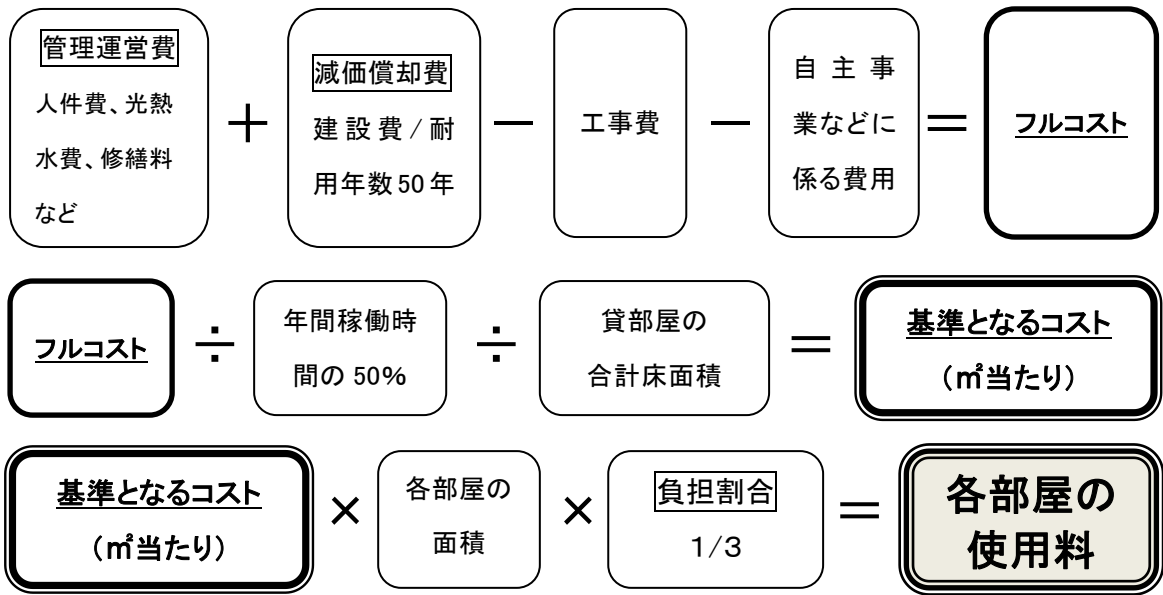 管理運営費
人件費、光熱
水費、修繕料
など
＋
減価償却費
建設費/耐
用年数50年
－
工事費
－
自主事
業などに
係る費用
＝
フルコスト
フルコスト
÷
年間稼働時
間の50%
÷
貸部屋の
合計床面積
＝
基準となるコスト
（㎡当たり）
基準となるコスト
（㎡当たり）
×
各部屋の
面積
×
負担割合
1/3
＝
各部屋の
使用料